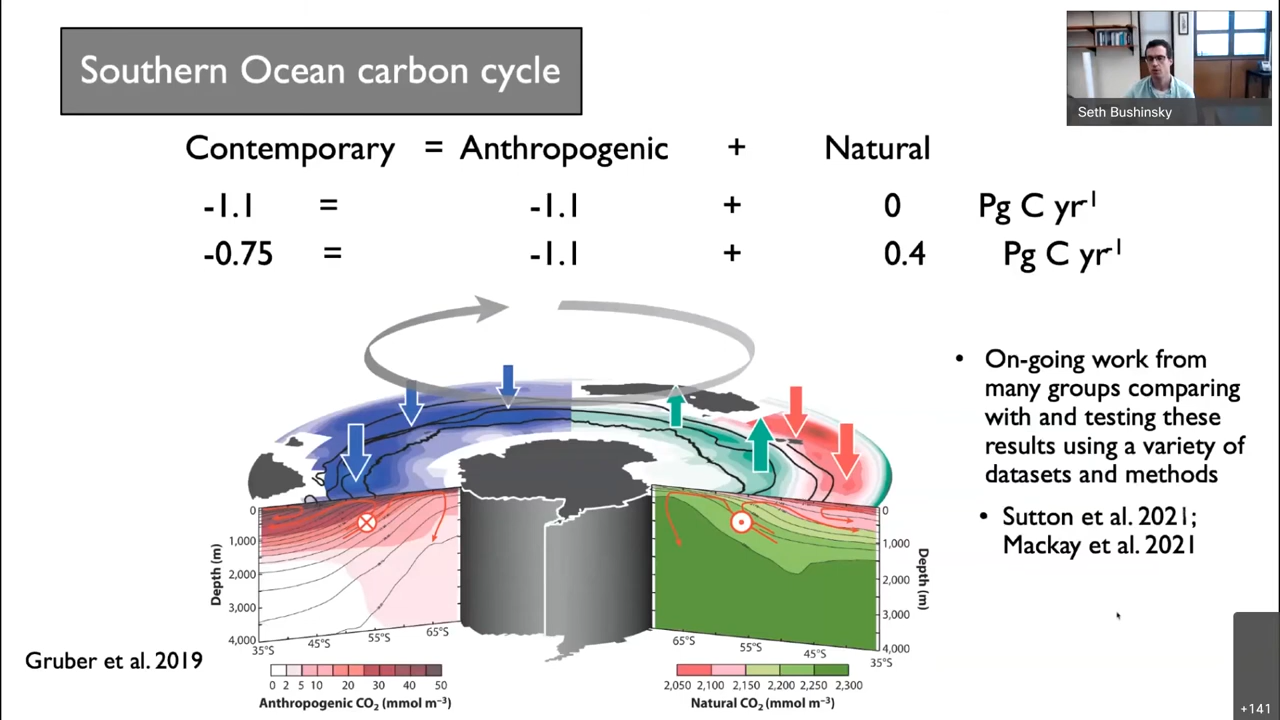 Southern Ocean carbon cycle
Seth Bushinsky
Contemporary = Anthropogenic + Natural
-1.1 = -1.1 + 0 Pg C yr-1
-0.75 = -1.1 + 0.4 Pg C yr-1
• On-going work from
many groups comparing
with and testing these
results using a variety of
datasets and methods
• Sutton et al. 2021;
Mackay et al. 2021
Depth (m)
0
1,000
2,000
3,000
4,000
35°S 45°S 55°S 65°S
65°S 55°S 45°S 35°S
0
1,000
2,000
3,000
4,000
Depth (m)
Gruber et al. 2019
0 2 5 10 20 30 40 50
Anthropogenic CO₂ (mmol m⁻³)
2,050 2,100 2,150 2,200 2,250 2,300
Natural CO₂ (mmol m⁻³)
+141